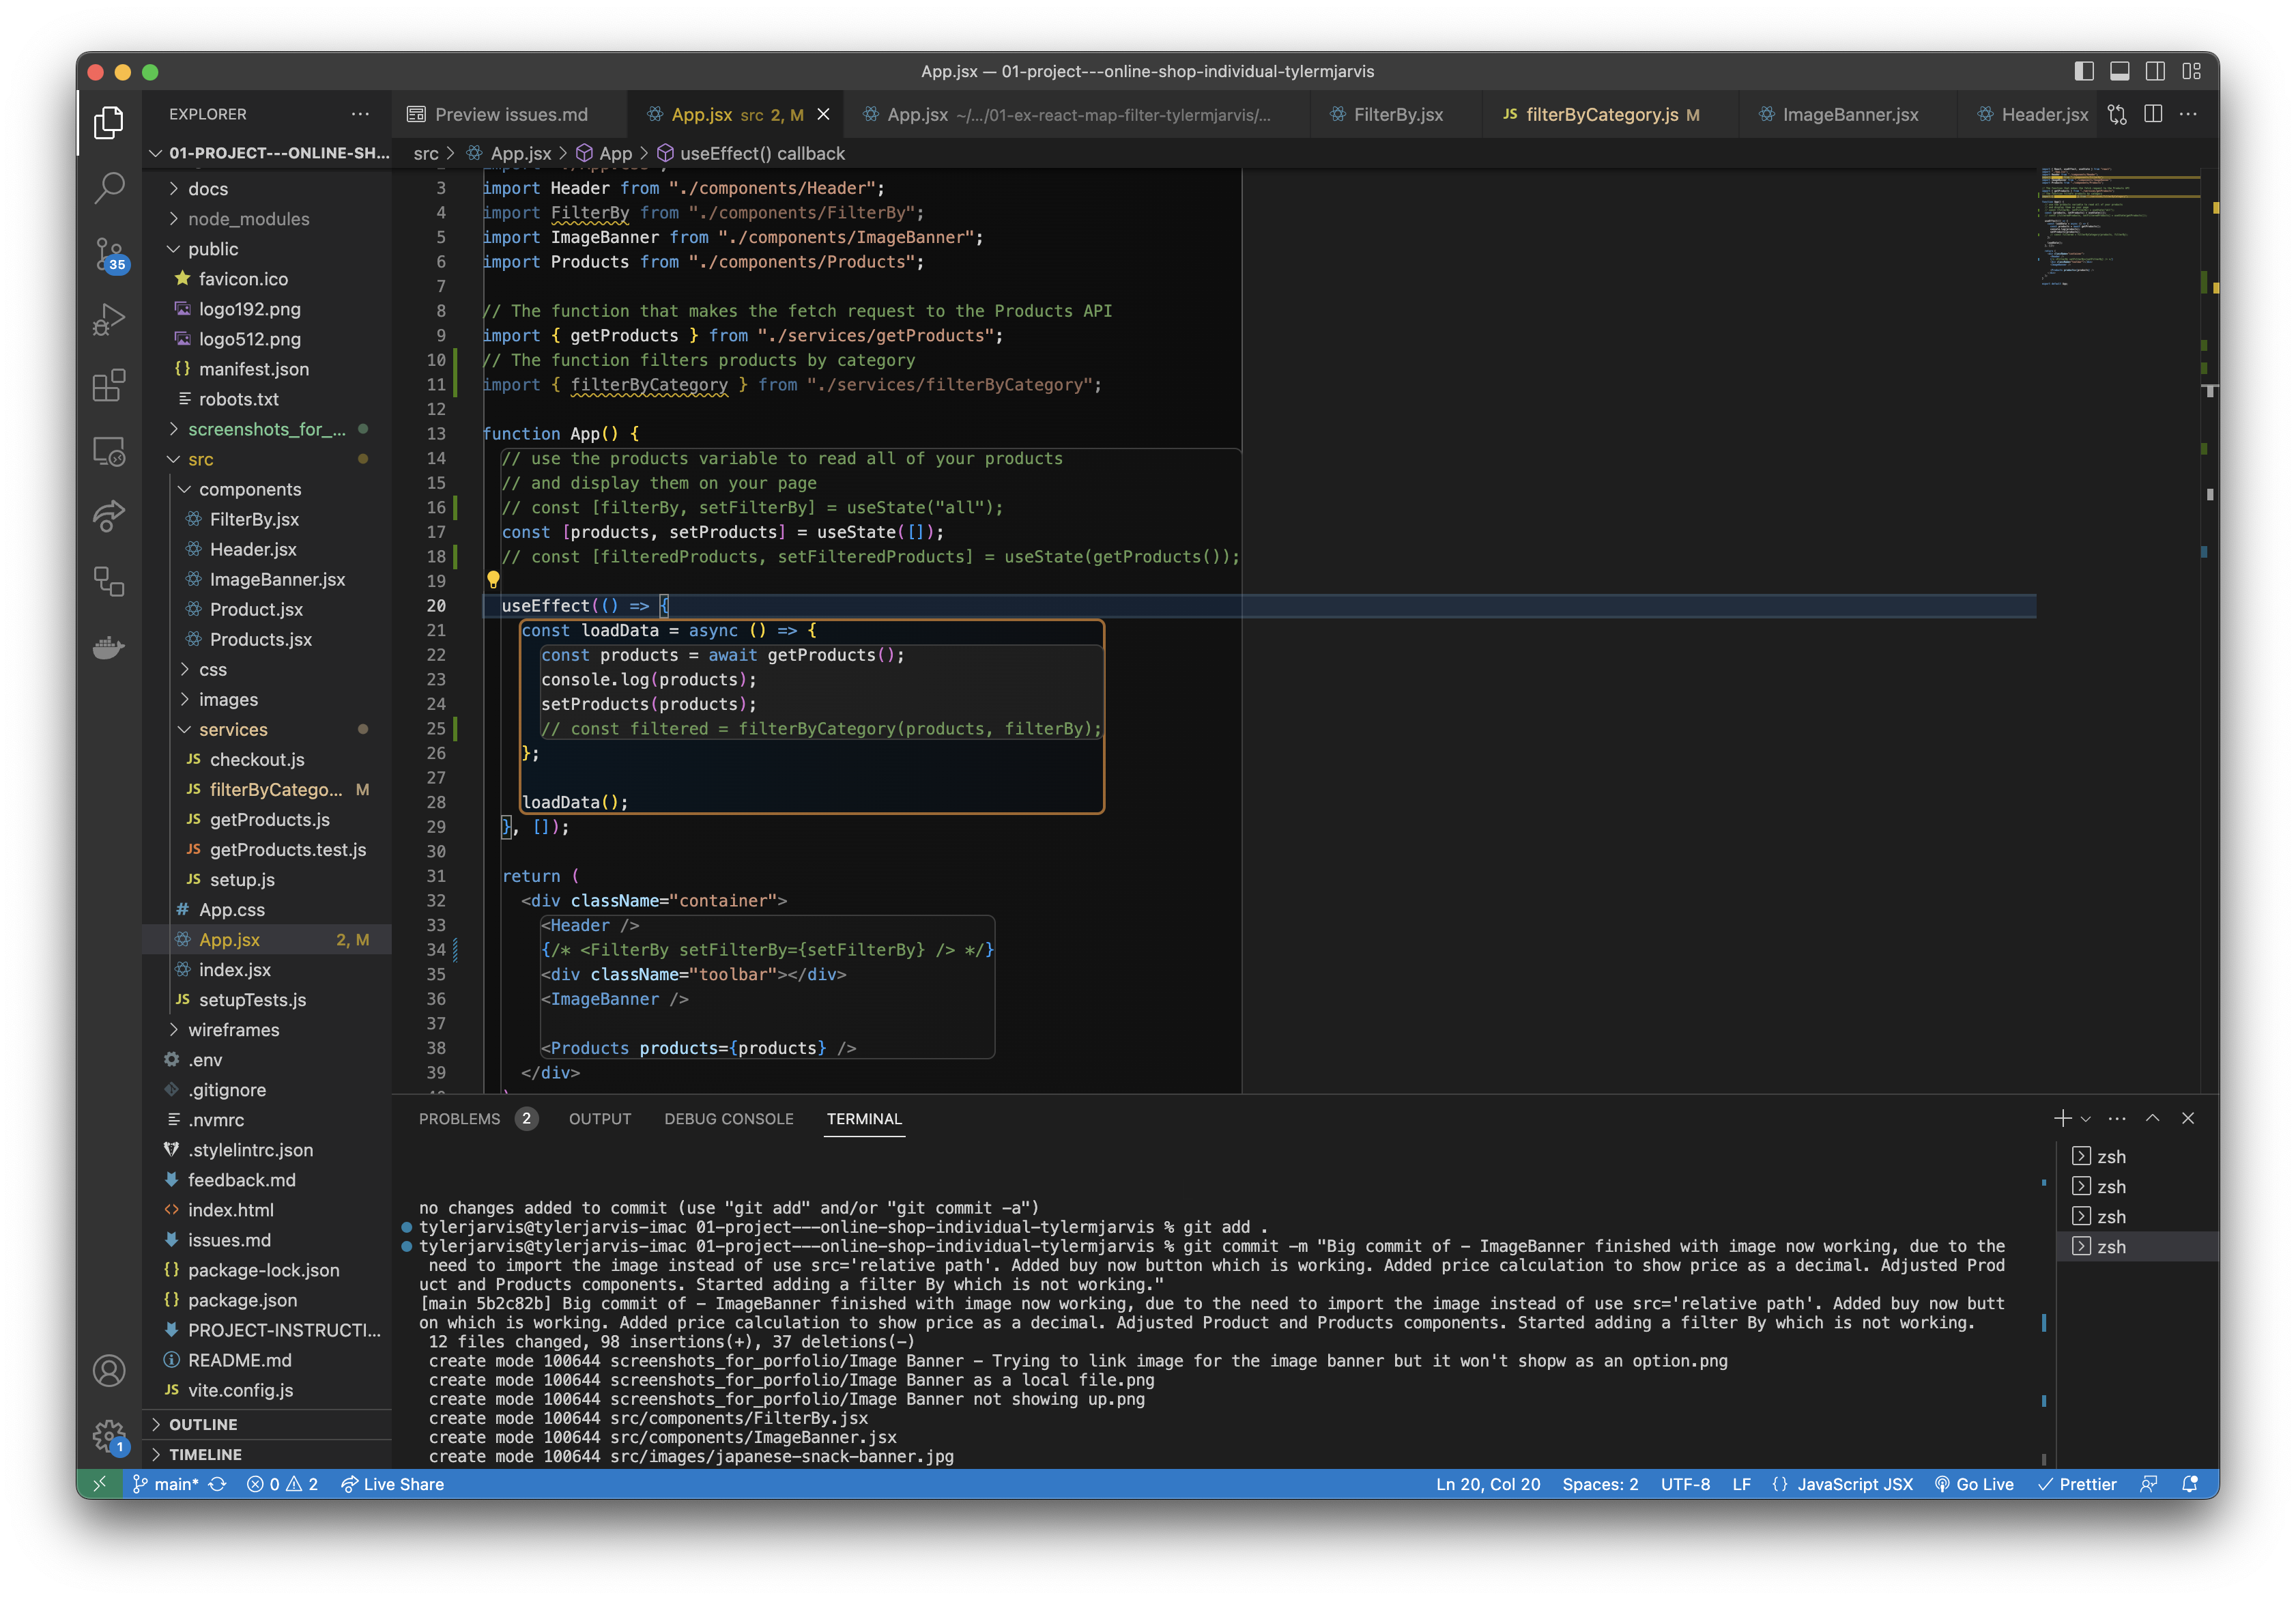 App.jsx — 01-project---online-shop-individual-tylermjarvis
EXPLORER
Preview issues.md
App.jsx src 2, M
App.jsx ~/.../01-ex-react-map-filter-tylermjarvis/...
FilterBy.jsx
JS filterByCategory.js M
ImageBanner.jsx
Header.jsx
01-PROJECT---ONLINE-SH...
docs
node_modules
public
favicon.ico
logo192.png
logo512.png
{} manifest.json
robots.txt
screenshots_for_...
src
components
FilterBy.jsx
Header.jsx
ImageBanner.jsx
Product.jsx
Products.jsx
css
images
services
JS checkout.js
JS filterByCatego... M
JS getProducts.js
JS getProducts.test.js
JS setup.js
# App.css
App.jsx 2, M
index.jsx
JS setupTests.js
wireframes
.env
.gitignore
.nvmrc
.stylelintrc.json
feedback.md
<> index.html
issues.md
{} package-lock.json
{} package.json
PROJECT-INSTRUCTI...
README.md
JS vite.config.js
OUTLINE
TIMELINE
35
1
src > App.jsx > App > useEffect() callback
3 import Header from "./components/Header";
4 import FilterBy from "./components/FilterBy";
5 import ImageBanner from "./components/ImageBanner";
6 import Products from "./components/Products";
7
8 // The function that makes the fetch request to the Products API
9 import { getProducts } from "./services/getProducts";
10 // The function filters products by category
11 import { filterByCategory } from "./services/filterByCategory";
12
13 function App() {
14 // use the products variable to read all of your products
15 // and display them on your page
16 // const [filterBy, setFilterBy] = useState("all");
17 const [products, setProducts] = useState([]);
18 // const [filteredProducts, setFilteredProducts] = useState(getProducts());
19
20 useEffect(() => {
21 const loadData = async () => {
22 const products = await getProducts();
23 console.log(products);
24 setProducts(products);
25 // const filtered = filterByCategory(products, filterBy);
26 };
27
28 loadData();
29 }, []);
30
31 return (
32 <div className="container">
33 <Header />
34 {/* <FilterBy setFilterBy={setFilterBy} /> */}
35 <div className="toolbar"></div>
36 <ImageBanner />
37
38 <Products products={products} />
39 </div>
PROBLEMS 2 OUTPUT DEBUG CONSOLE TERMINAL
zsh
zsh
zsh
zsh
no changes added to commit (use "git add" and/or "git commit -a")
tylerjarvis@tylerjarvis-imac 01-project---online-shop-individual-tylermjarvis % git add .
tylerjarvis@tylerjarvis-imac 01-project---online-shop-individual-tylermjarvis % git commit -m "Big commit of - ImageBanner finished with image now working, due to the
need to import the image instead of use src='relative path'. Added buy now button which is working. Added price calculation to show price as a decimal. Adjusted Prod
uct and Products components. Started adding a filter By which is not working."
[main 5b2c82b] Big commit of - ImageBanner finished with image now working, due to the need to import the image instead of use src='relative path'. Added buy now butt
on which is working. Added price calculation to show price as a decimal. Adjusted Product and Products components. Started adding a filter By which is not working.
12 files changed, 98 insertions(+), 37 deletions(-)
create mode 100644 screenshots_for_porfolio/Image Banner - Trying to link image for the image banner but it won't shopw as an option.png
create mode 100644 screenshots_for_porfolio/Image Banner as a local file.png
create mode 100644 screenshots_for_porfolio/Image Banner not showing up.png
create mode 100644 src/components/FilterBy.jsx
create mode 100644 src/components/ImageBanner.jsx
create mode 100644 src/images/japanese-snack-banner.jpg
main* 0 2 Live Share
Ln 20, Col 20 Spaces: 2 UTF-8 LF {} JavaScript JSX Go Live Prettier